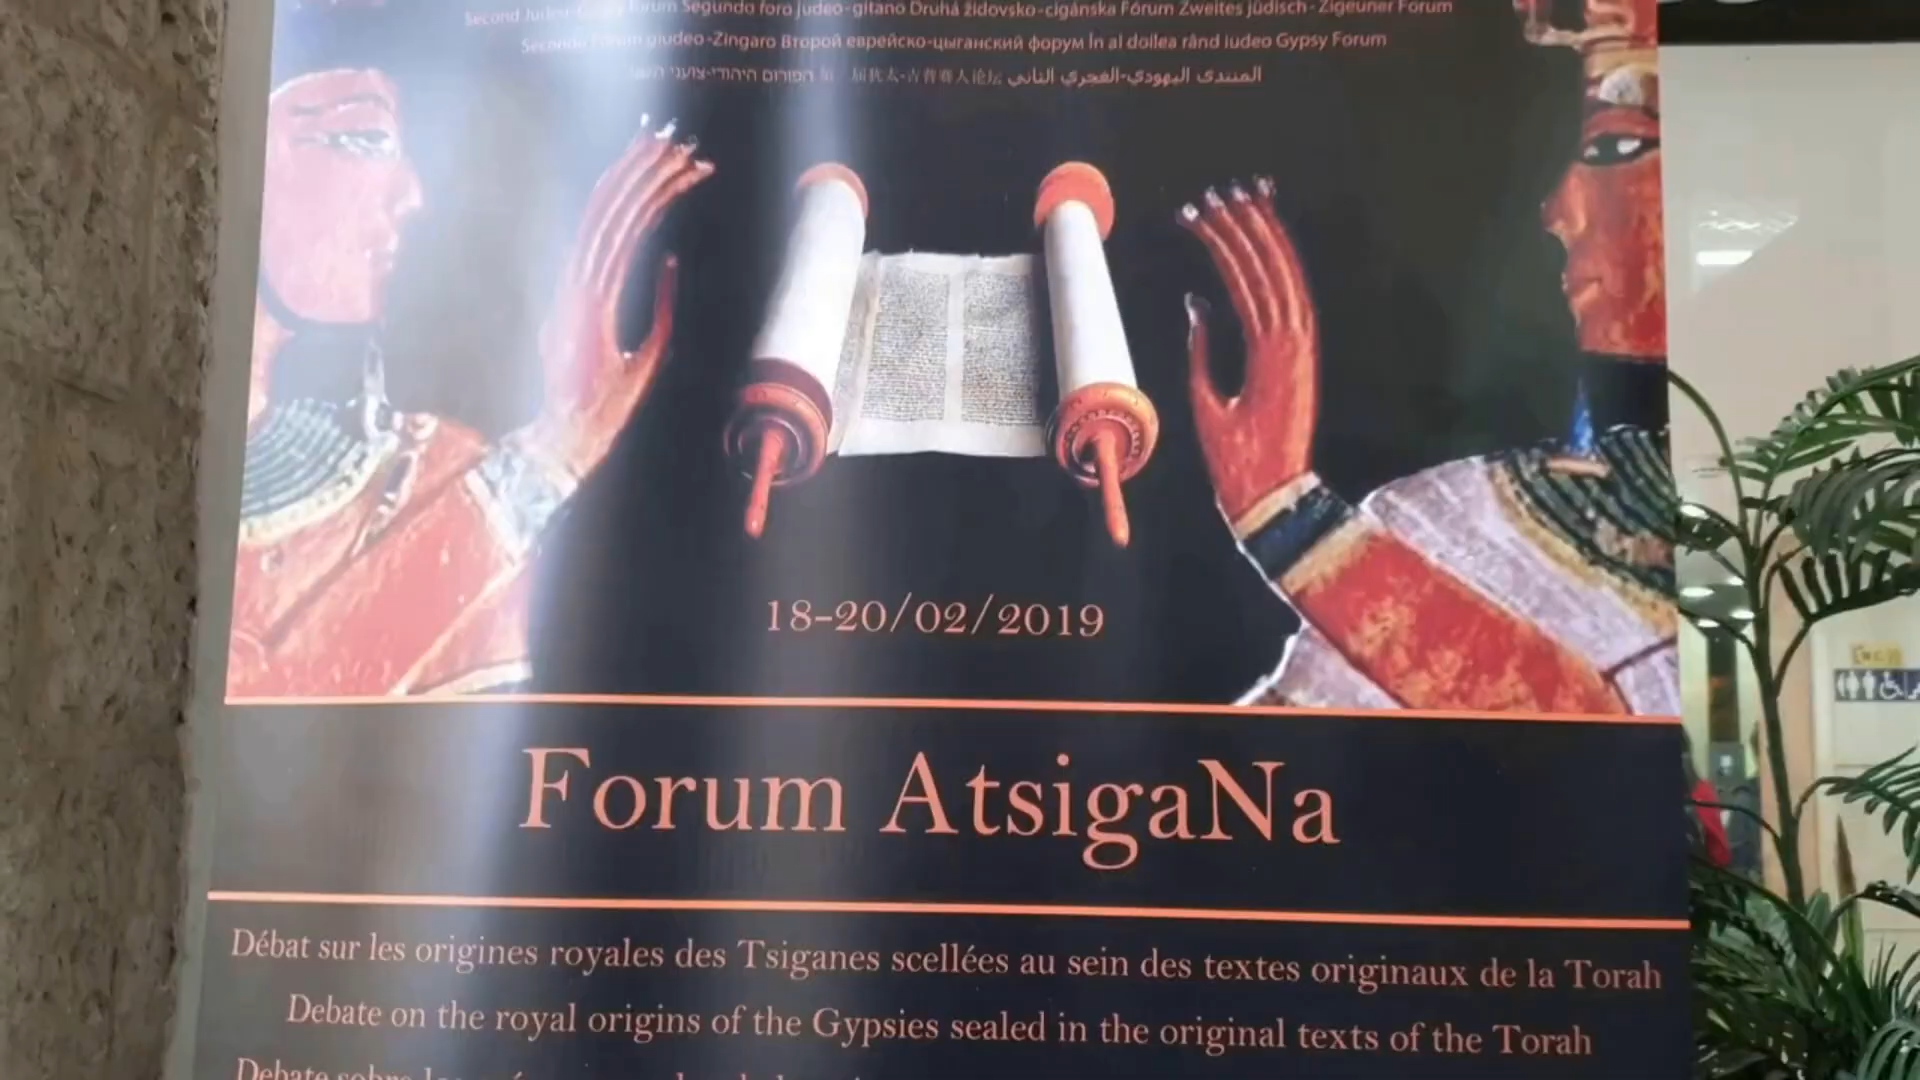 Second Judeo-Gypsy Forum Segundo foro judeo-gitano Druhá židovsko-cigánska Fórum Zweites jüdisch-Zigeuner Forum
Secondo Forum giudeo-Zingaro Второй еврейско-цыганский форум În al doilea rând iudeo Gypsy Forum
הפורום היהודי-צועני 届犹太-吉普赛人论坛 المنتدى اليهودي-الغجري الثاني
18-20/02/2019
Forum AtsigaNa
Débat sur les origines royales des Tsiganes scellées au sein des textes originaux de la Torah
Debate on the royal origins of the Gypsies sealed in the original texts of the Torah
Debate sobre